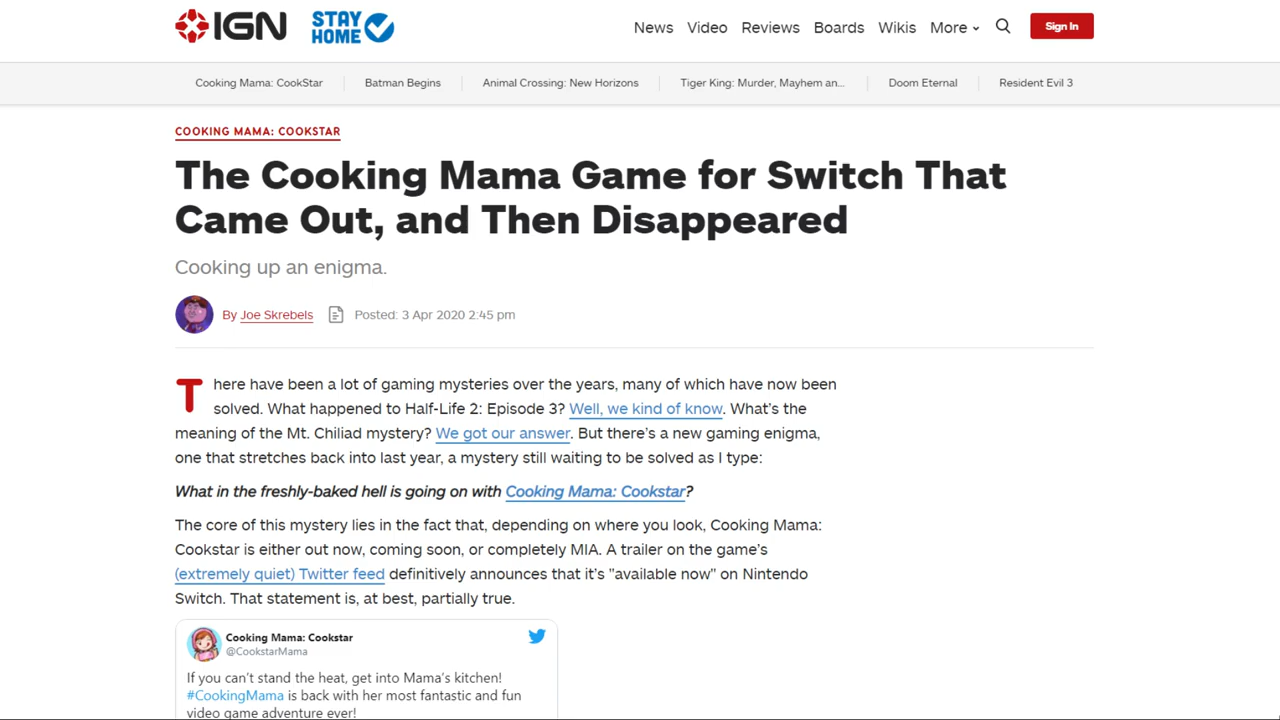 IGN
STAY
HOME
News Video Reviews Boards Wikis More Sign In
Cooking Mama: CookStar Batman Begins Animal Crossing: New Horizons Tiger King: Murder, Mayhem an... Doom Eternal Resident Evil 3
COOKING MAMA: COOKSTAR
The Cooking Mama Game for Switch That
Came Out, and Then Disappeared
Cooking up an enigma.
By Joe Skrebels Posted: 3 Apr 2020 2:45 pm
There have been a lot of gaming mysteries over the years, many of which have now been
solved. What happened to Half-Life 2: Episode 3? Well, we kind of know. What's the
meaning of the Mt. Chiliad mystery? We got our answer. But there's a new gaming enigma,
one that stretches back into last year, a mystery still waiting to be solved as I type:
What in the freshly-baked hell is going on with Cooking Mama: Cookstar?
The core of this mystery lies in the fact that, depending on where you look, Cooking Mama:
Cookstar is either out now, coming soon, or completely MIA. A trailer on the game's
(extremely quiet) Twitter feed definitively announces that it's "available now" on Nintendo
Switch. That statement is, at best, partially true.
Cooking Mama: Cookstar
@CookstarMama
If you can't stand the heat, get into Mama's kitchen!
#CookingMama is back with her most fantastic and fun
video game adventure ever!